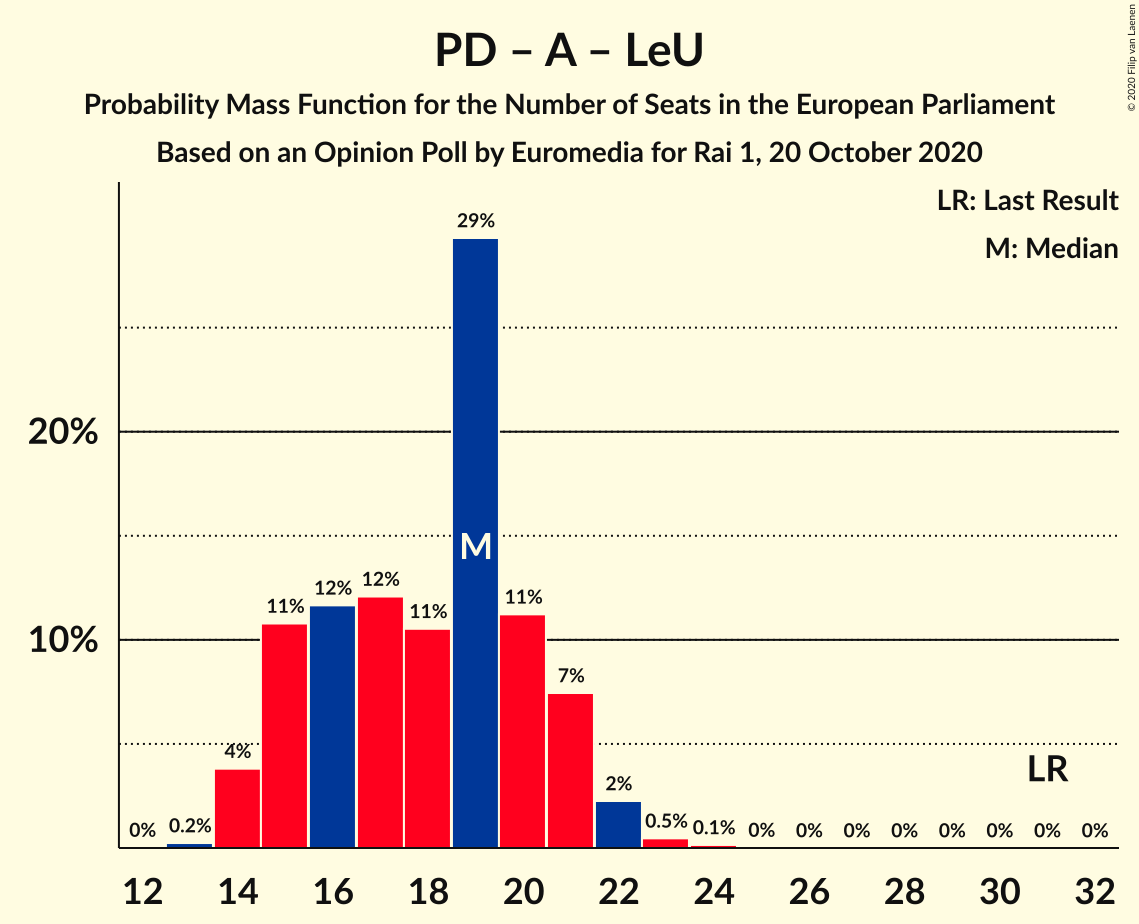 PD – A – LeU
Probability Mass Function for the Number of Seats in the European Parliament
Based on an Opinion Poll by Euromedia for Rai 1, 20 October 2020
© 2020 Filip van Laenen
LR: Last Result
M: Median
20%
10%
0%
0.2%
4%
11%
12%
12%
11%
29%
M
11%
7%
2%
0.5%
0.1%
0%
0%
0%
0%
0%
0%
0%
0%
LR
12 14 16 18 20 22 24 26 28 30 32